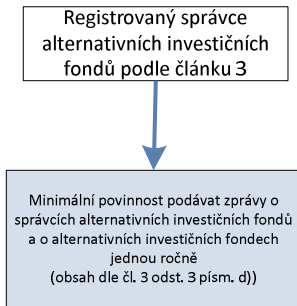 Registrovaný správce
alternativních investičních
fondů podle článku 3
Minimální povinnost podávat zprávy o
správcích alternativních investičních fondů
a o alternativních investičních fondech
jednou ročně
(obsah dle čl. 3 odst. 3 písm. d))